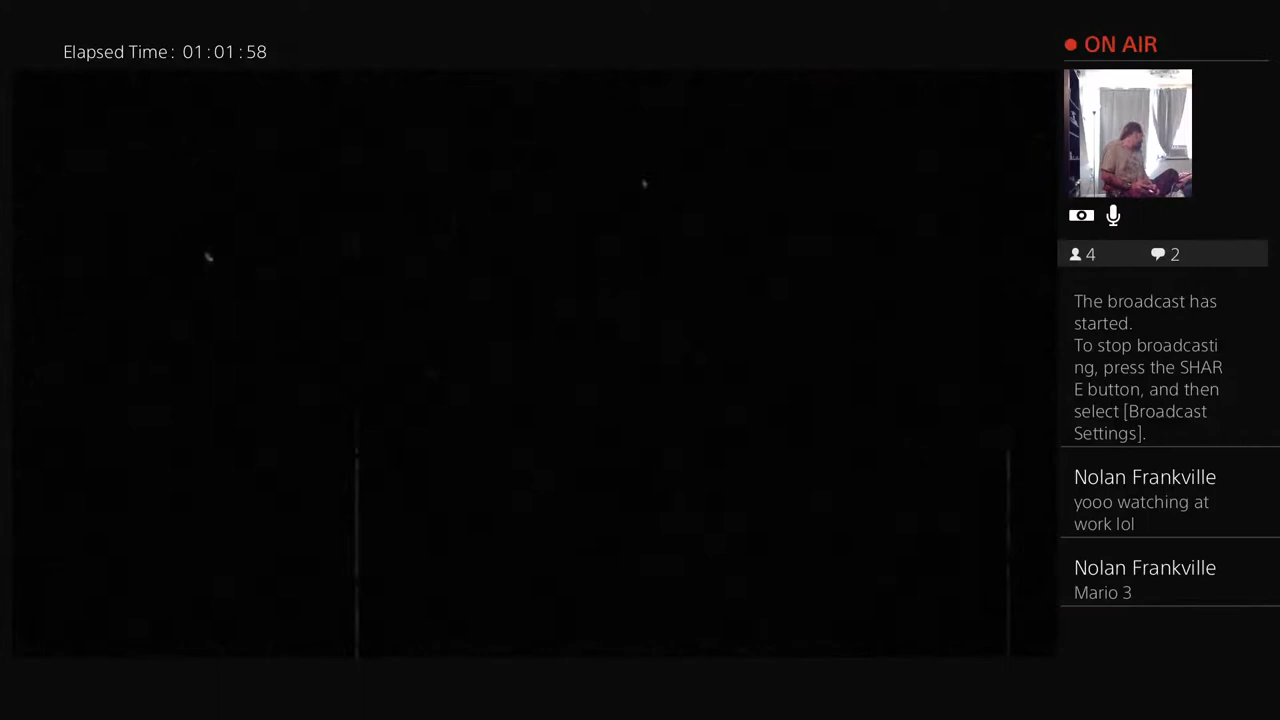 Elapsed Time: 01:01:58
ON AIR
4
2
The broadcast has
started.
To stop broadcasti
ng, press the SHAR
E button, and then
select [Broadcast
Settings].
Nolan Frankville
yooo watching at
work lol
Nolan Frankville
Mario 3